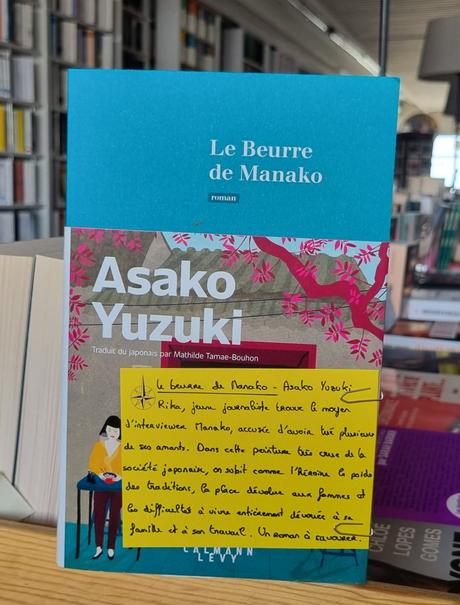 Le Beurre
de Manako
roman
Asako
Yuzuki
Traduit du japonais par Mathilde Tamae-Bouhon
Le beurre de Manako - Asako Yuzuki
Rika, jeune journaliste trouve le moyen
d'interviewer Manako, accusée d'avoir tué plusieurs
de ses amants. Dans cette peinture très crue de la
société japonaise, on subit comme l'héroïne le poids
des traditions, la place dévolue aux femmes et
les difficultés à vivre entièrement dévouée à sa
famille et à son travail. Un roman à savourer.
CALMANN
LEVY
CHLOÉ
LOPES
GOMES